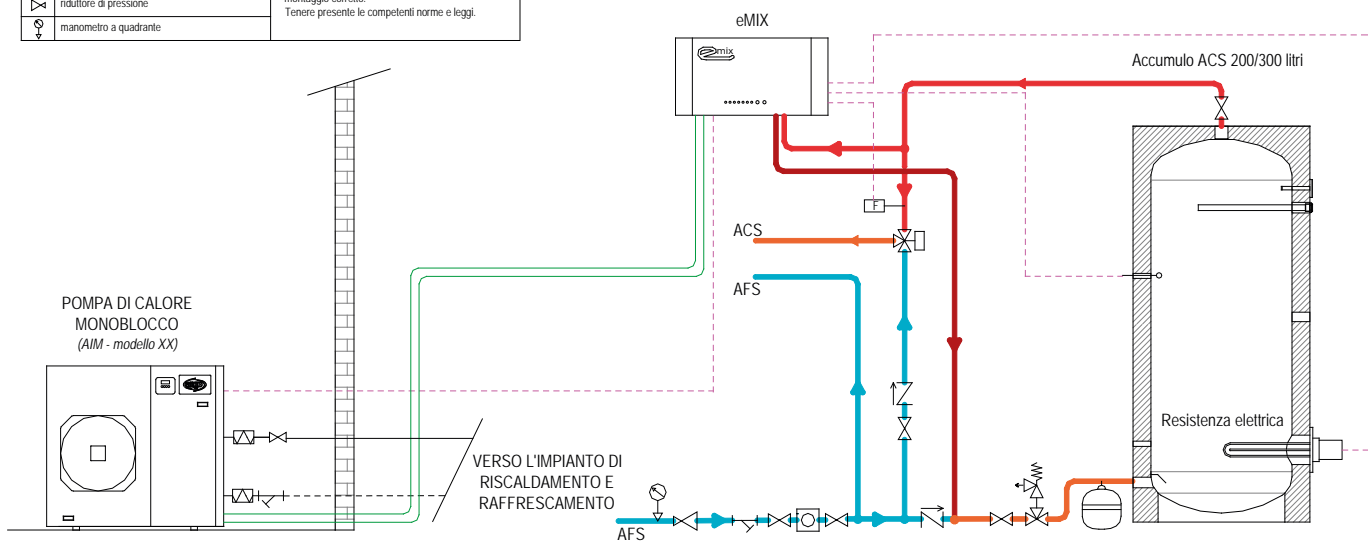 riduttore di pressione
montaggio corretto.
Tenere presente le competenti norme e leggi.
manometro a quadrante
eMIX
emix
Accumulo ACS 200/300 litri
F
ACS
AFS
POMPA DI CALORE
MONOBLOCCO
(AIM - modello XX)
Resistenza elettrica
VERSO L'IMPIANTO DI
RISCALDAMENTO E
RAFFRESCAMENTO
AFS